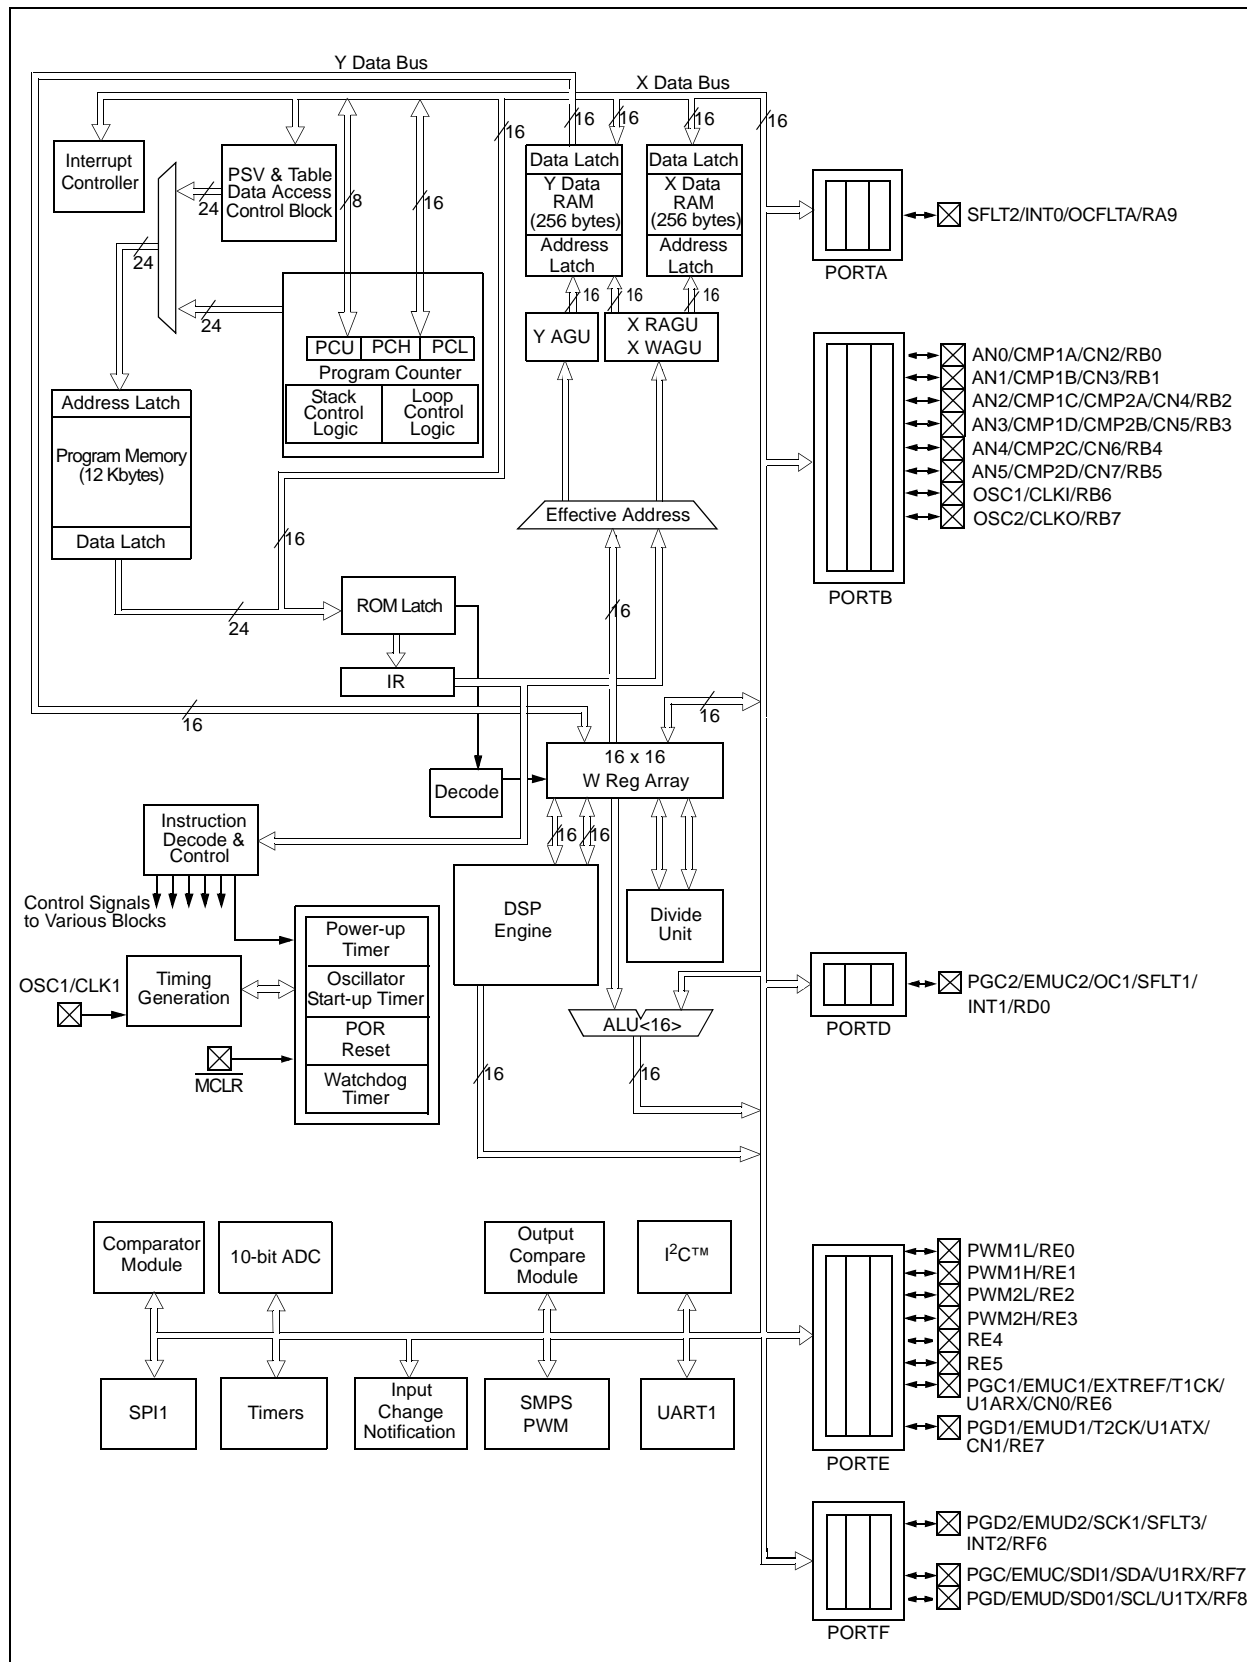 Y Data Bus
X Data Bus
16
16
16
16
16
Interrupt
Controller
PSV & Table
Data Access
Control Block
24
8
16
24
24
Data Latch
Y Data
RAM
(256 bytes)
Address
Latch
Data Latch
X Data
RAM
(256 bytes)
Address
Latch
16
16
16
Y AGU
X RAGU
X WAGU
PCU
PCH
PCL
Program Counter
Stack
Control
Logic
Loop
Control
Logic
Address Latch
Program Memory
(12 Kbytes)
Data Latch
Effective Address
16
24
16
ROM Latch
IR
16
16
16 x 16
W Reg Array
Decode
Instruction
Decode &
Control
16
16
Control Signals
to Various Blocks
DSP
Engine
Divide
Unit
Power-up
Timer
Oscillator
Start-up Timer
POR
Reset
Watchdog
Timer
OSC1/CLK1
Timing
Generation
MCLR
ALU<16>
16
16
Comparator
Module
10-bit ADC
Output
Compare
Module
I²C™
SPI1
Timers
Input
Change
Notification
SMPS
PWM
UART1
SFLT2/INT0/OCFLTA/RA9
PORTA
AN0/CMP1A/CN2/RB0
AN1/CMP1B/CN3/RB1
AN2/CMP1C/CMP2A/CN4/RB2
AN3/CMP1D/CMP2B/CN5/RB3
AN4/CMP2C/CN6/RB4
AN5/CMP2D/CN7/RB5
OSC1/CLKI/RB6
OSC2/CLKO/RB7
PORTB
PGC2/EMUC2/OC1/SFLT1/
INT1/RD0
PORTD
PWM1L/RE0
PWM1H/RE1
PWM2L/RE2
PWM2H/RE3
RE4
RE5
PGC1/EMUC1/EXTREF/T1CK/
U1ARX/CN0/RE6
PGD1/EMUD1/T2CK/U1ATX/
CN1/RE7
PORTE
PGD2/EMUD2/SCK1/SFLT3/
INT2/RF6
PGC/EMUC/SDI1/SDA/U1RX/RF7
PGD/EMUD/SD01/SCL/U1TX/RF8
PORTF